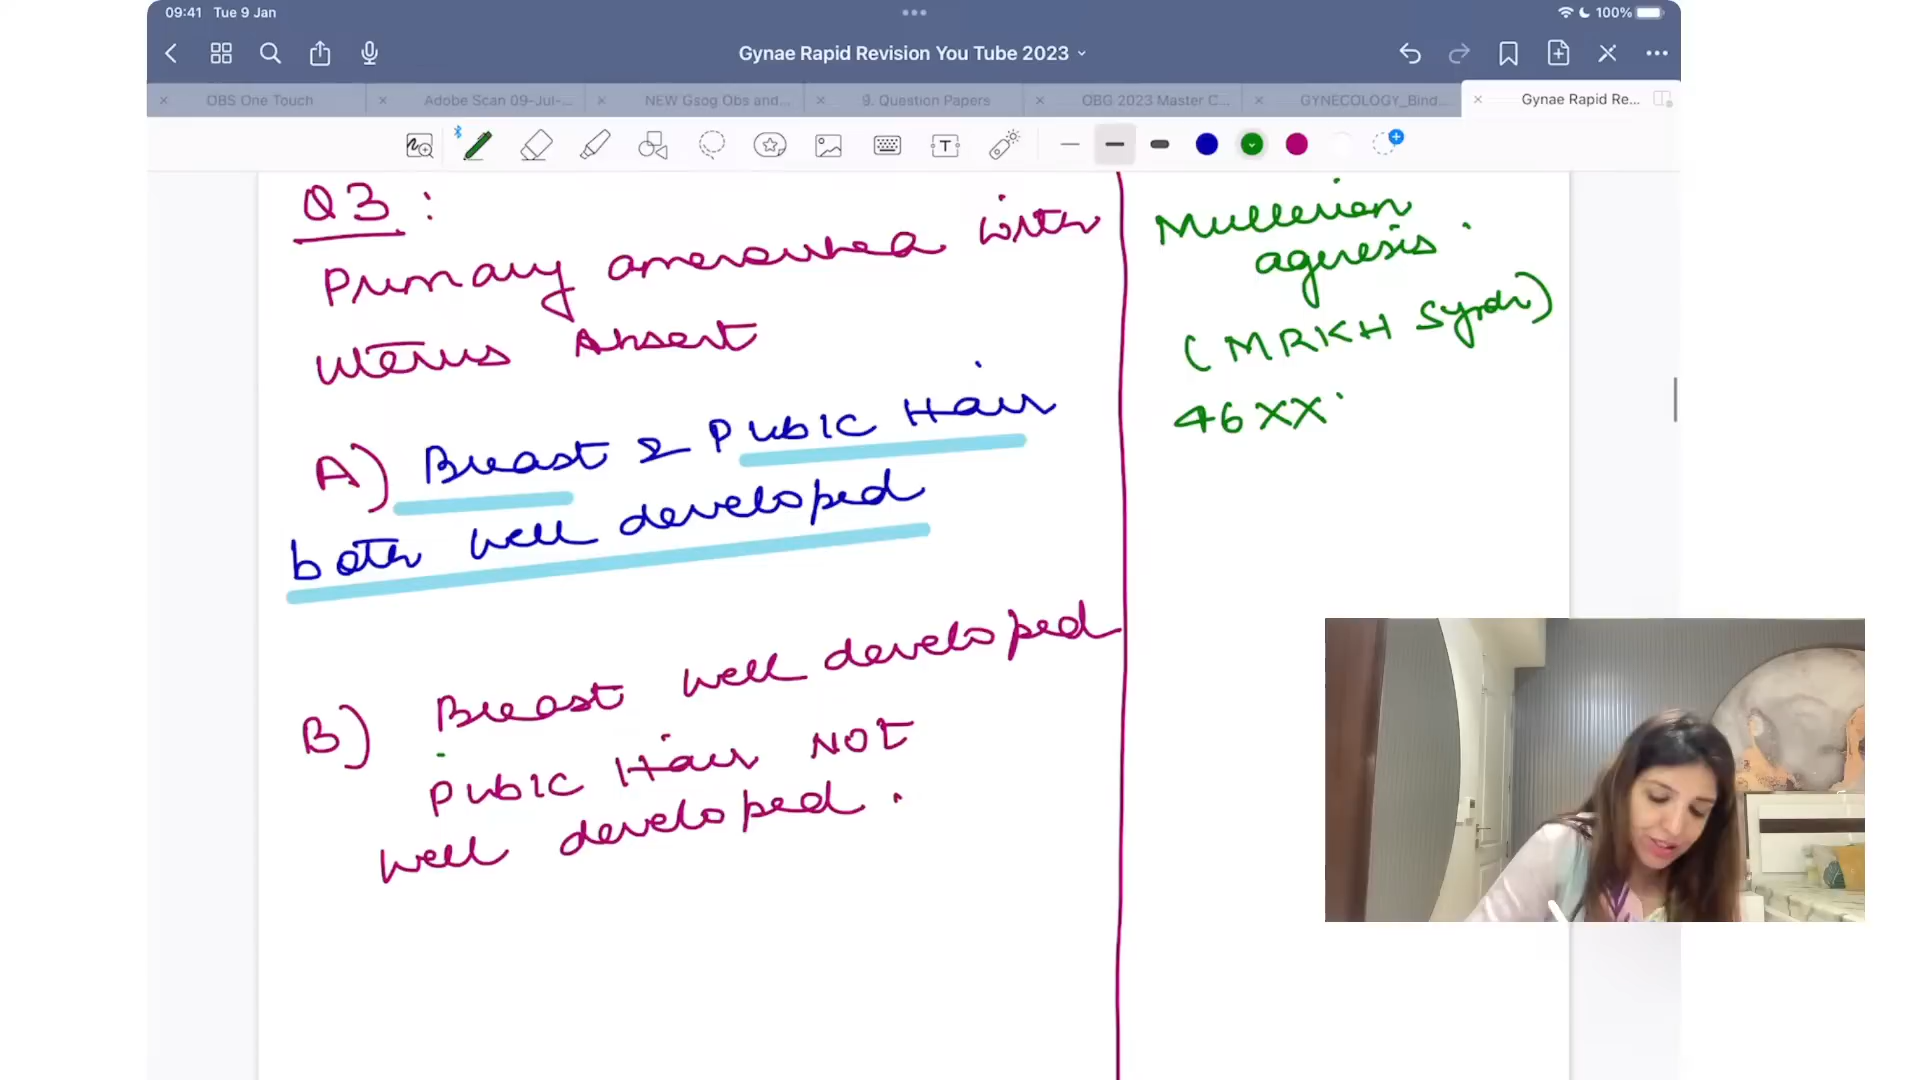 09:41 Tue 9 Jan
100%
Gynae Rapid Revision You Tube 2023
OBS One Touch
Adobe Scan 09-Jul-...
NEW Gsog Obs and...
9. Question Papers
OBG 2023 Master C...
GYNECOLOGY_Bind...
Gynae Rapid Re...
T
Q3 :
Primary amenorrhea with
uterus Absent
A) Breast & Pubic Hair
both well developed
B) Breast well developed
Pubic Hair NOT
well developed.
Mullerian
agenesis.
(MRKH Syndr)
46XX